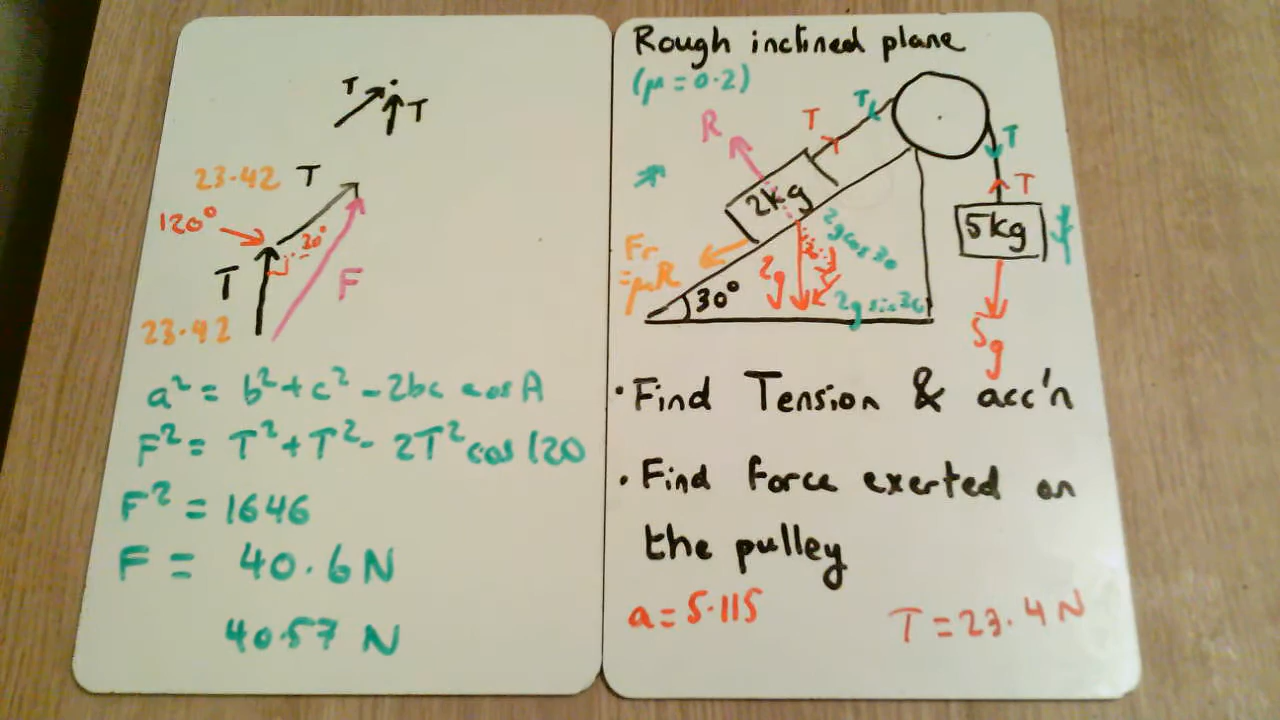 T
T
23.42 T
120°
30°
T
F
23.42
a² = b² + c² - 2bc cos A
F² = T² + T² - 2T² cos 120
F² = 1646
F = 40.6 N
40.57 N
Rough inclined plane
(μ = 0.2)
R
T
T
T
T
2kg
5kg
Fr
= μR
2g cos 30
2g
30°
2g sin 30
5g
• Find Tension & acc'n
• Find force exerted on
the pulley
a = 5.115
T = 23.4 N